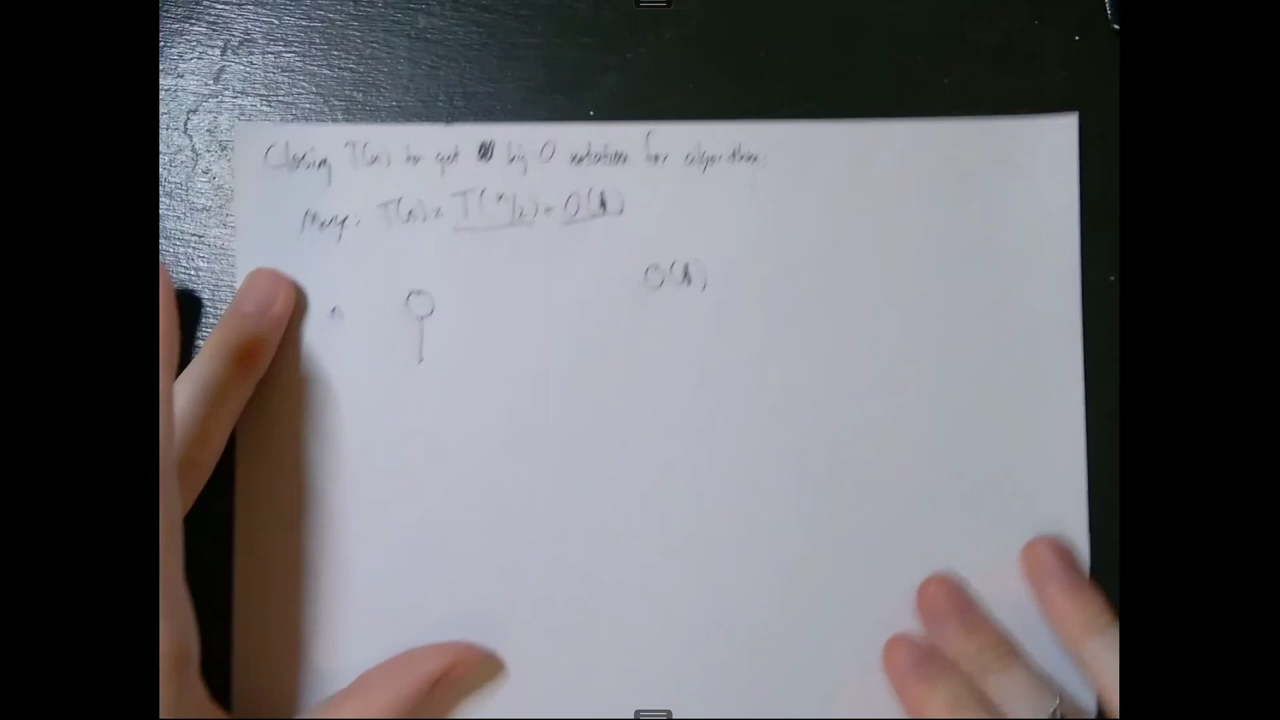 Closing T(n) to get big O notation for algorithm.
Merge: T(n) = T(n/2) + O(1)
O(1)
n